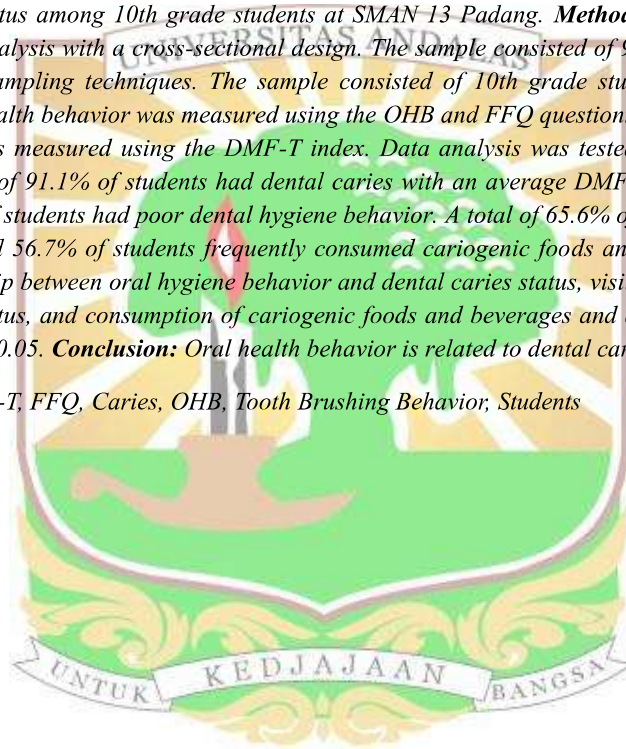 tus among 10th grade students at SMAN 13 Padang. Method
UNIVERSITAS ANDALAS
alysis with a cross-sectional design. The sample consisted of 9
ampling techniques. The sample consisted of 10th grade stu
alth behavior was measured using the OHB and FFQ question
s measured using the DMF-T index. Data analysis was tested
of 91.1% of students had dental caries with an average DMF
f students had poor dental hygiene behavior. A total of 65.6% o
56.7% of students frequently consumed cariogenic foods an
ip between oral hygiene behavior and dental caries status, visi
tus, and consumption of cariogenic foods and beverages and
0.05. Conclusion: Oral health behavior is related to dental car
-T, FFQ, Caries, OHB, Tooth Brushing Behavior, Students
UNTUK KEDJAJAAN BANGSA